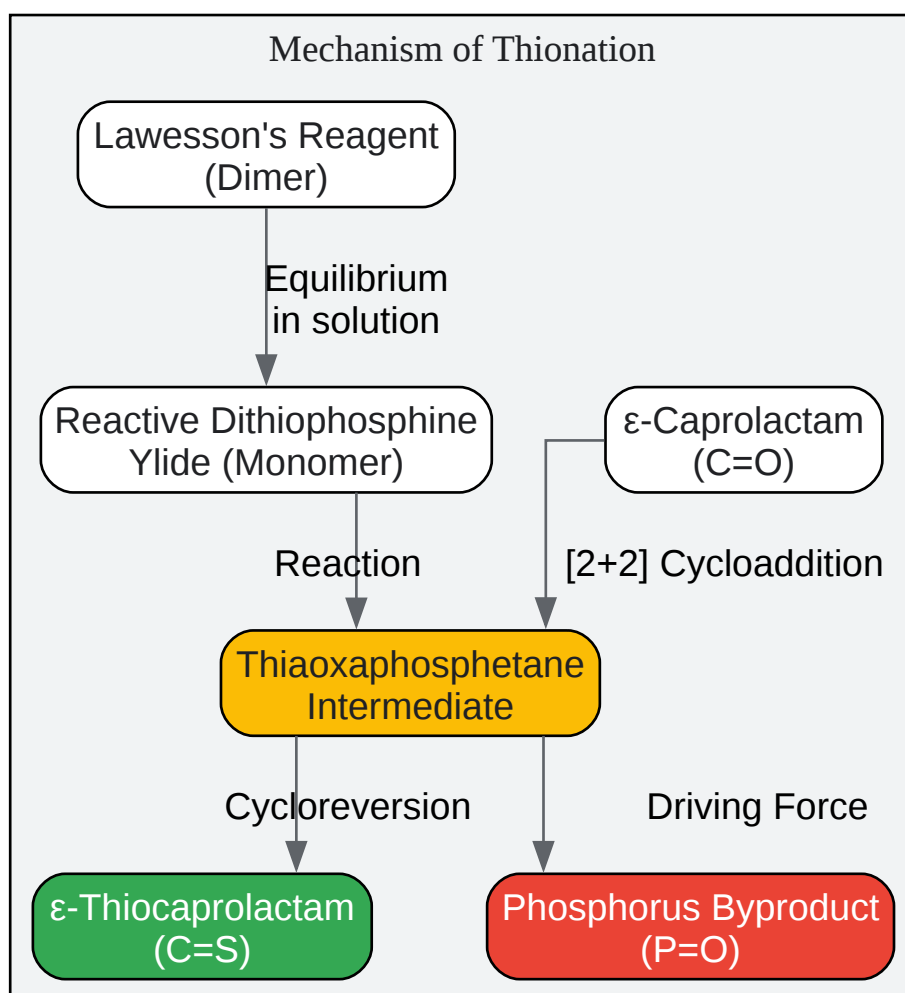 Mechanism of Thionation
Lawesson's Reagent
(Dimer)
Equilibrium
in solution
Reactive Dithiophosphine
Ylide (Monomer)
ε-Caprolactam
(C=O)
Reaction
[2+2] Cycloaddition
Thiaoxaphosphetane
Intermediate
Cycloreversion
Driving Force
ε-Thiocaprolactam
(C=S)
Phosphorus Byproduct
(P=O)